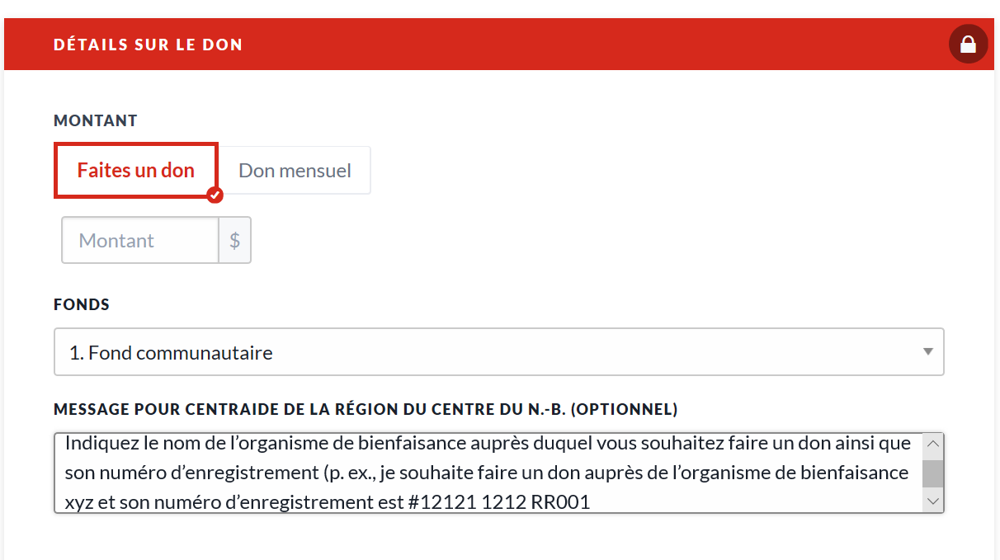 DÉTAILS SUR LE DON
MONTANT
Faites un don
Don mensuel
Montant
$
FONDS
1. Fond communautaire
MESSAGE POUR CENTRAIDE DE LA RÉGION DU CENTRE DU N.-B. (OPTIONNEL)
Indiquez le nom de l’organisme de bienfaisance auprès duquel vous souhaitez faire un don ainsi que
son numéro d’enregistrement (p. ex., je souhaite faire un don auprès de l’organisme de bienfaisance
xyz et son numéro d’enregistrement est #12121 1212 RR001